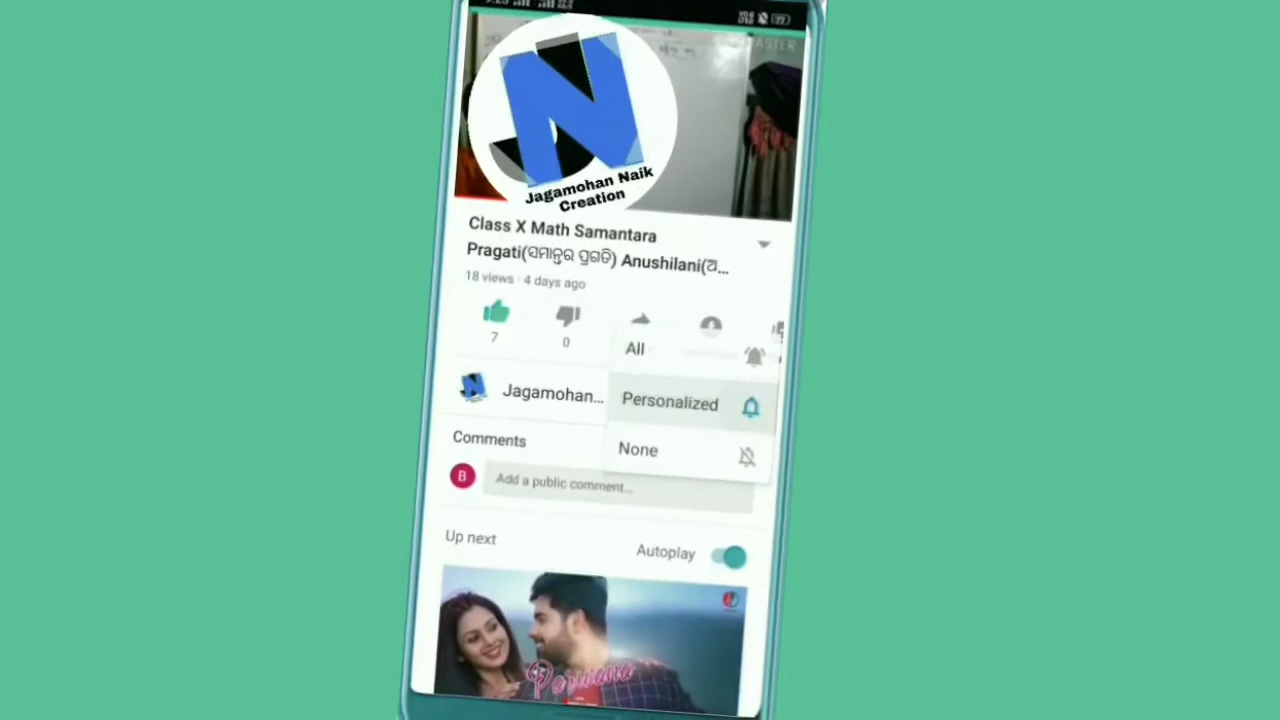 Jagamohan Naik
Creation
Class X Math Samantara
Pragati(ସମାନ୍ତର ପ୍ରଗତି) Anushilani(ଅ...
18 views · 4 days ago
7
0
All
Jagamohan...
Personalized
None
Comments
B
Add a public comment...
Up next
Autoplay